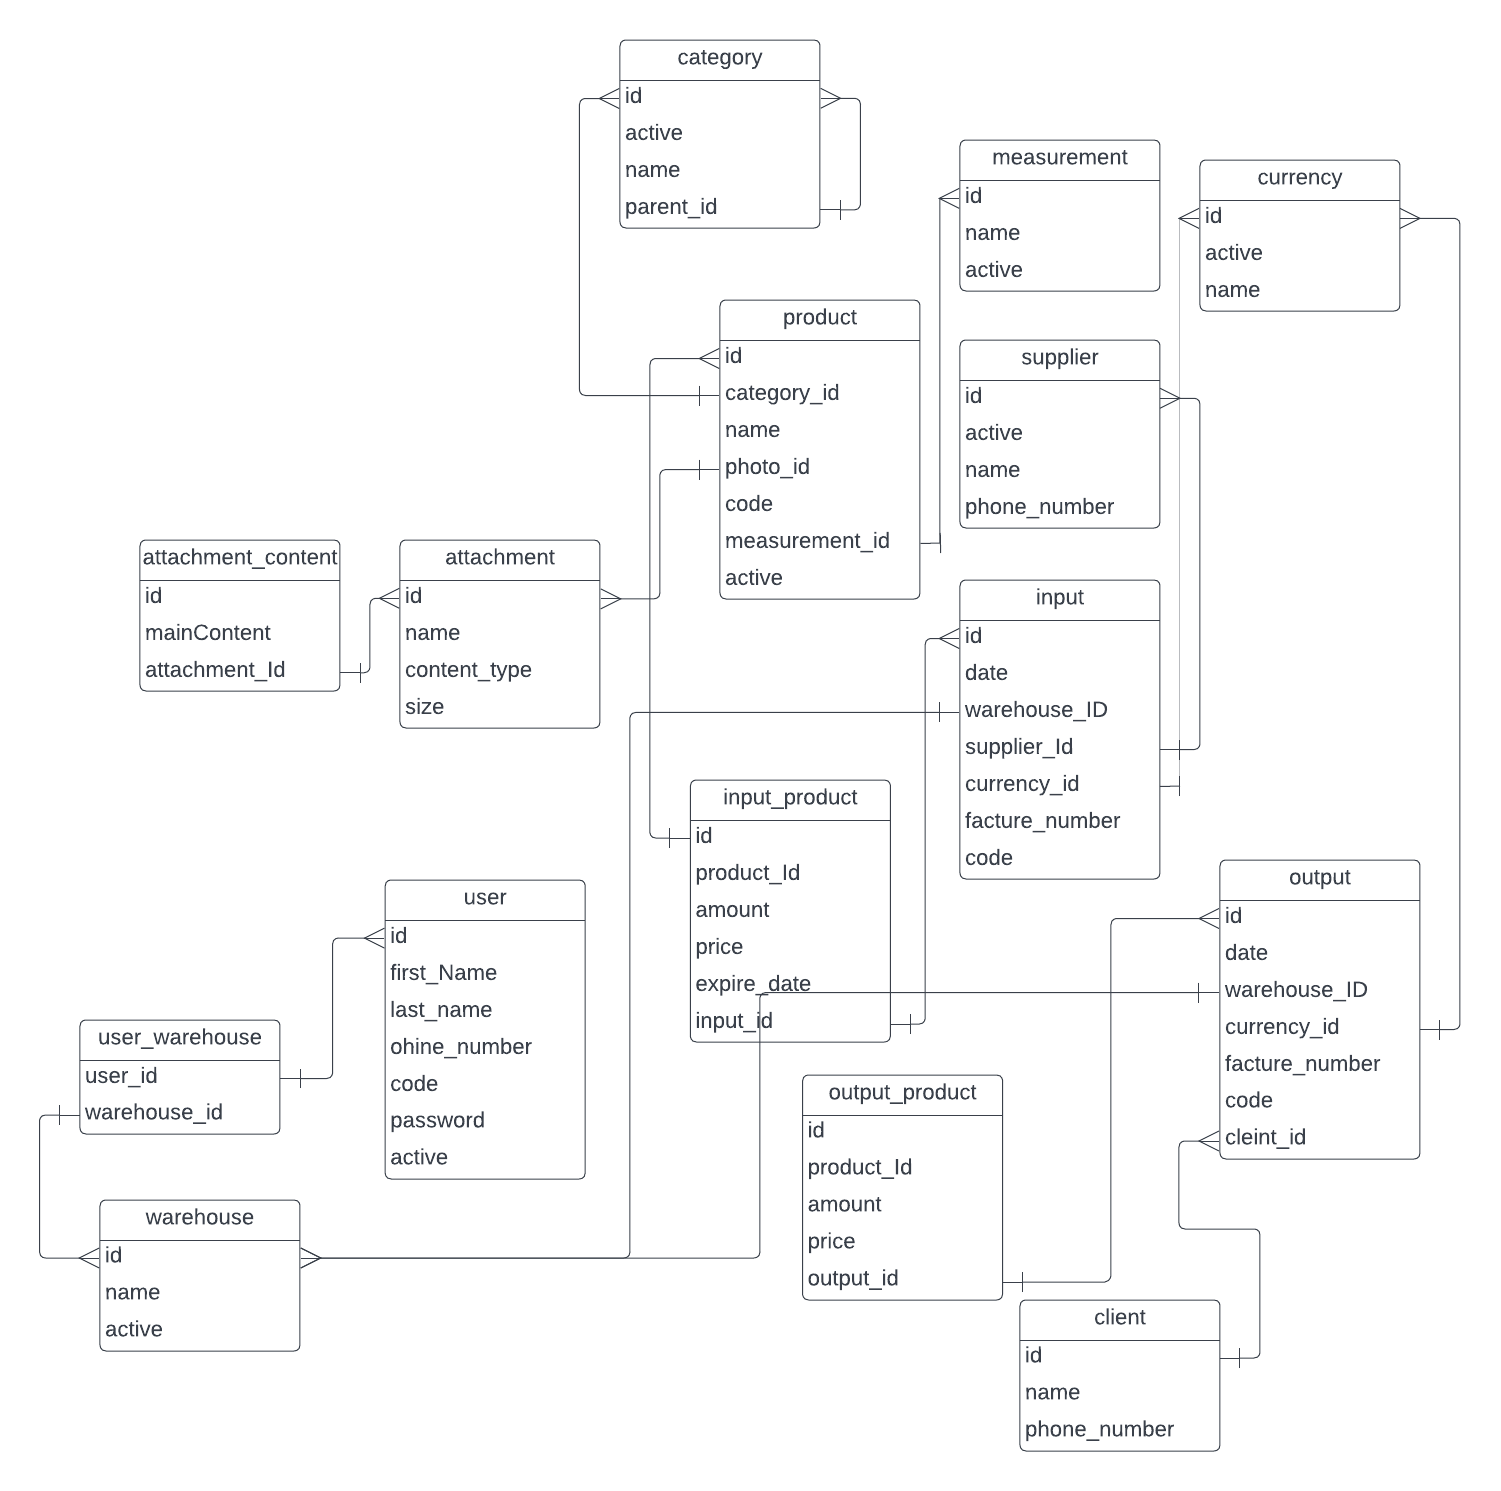 category
id
active
name
parent_id
measurement
id
name
active
currency
id
active
name
product
id
category_id
name
photo_id
code
measurement_id
active
supplier
id
active
name
phone_number
attachment_content
id
mainContent
attachment_Id
attachment
id
name
content_type
size
input
id
date
warehouse_ID
supplier_Id
currency_id
facture_number
code
input_product
id
product_Id
amount
price
expire_date
input_id
user
id
first_Name
last_name
ohine_number
code
password
active
output
id
date
warehouse_ID
currency_id
facture_number
code
cleint_id
user_warehouse
user_id
warehouse_id
output_product
id
product_Id
amount
price
output_id
warehouse
id
name
active
client
id
name
phone_number